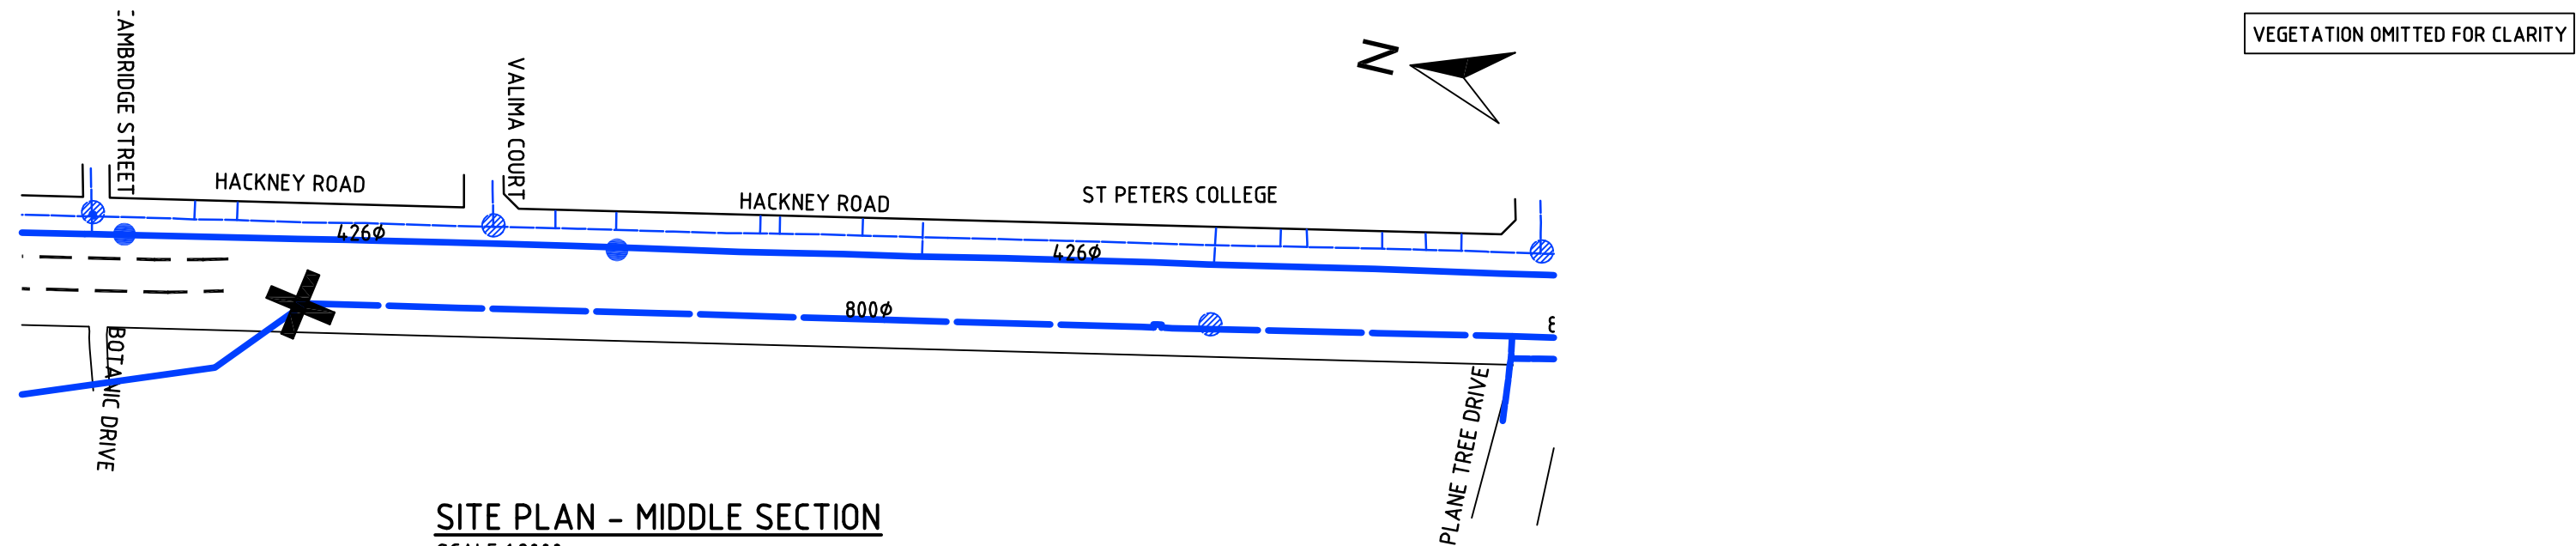 VEGETATION OMITTED FOR CLARITY
N
CAMBRIDGE STREET
VALIMA COURT
HACKNEY ROAD
HACKNEY ROAD
ST PETERS COLLEGE
426ø
426ø
800ø
BOTANIC DRIVE
PLANE TREE DRIVE
SITE PLAN - MIDDLE SECTION